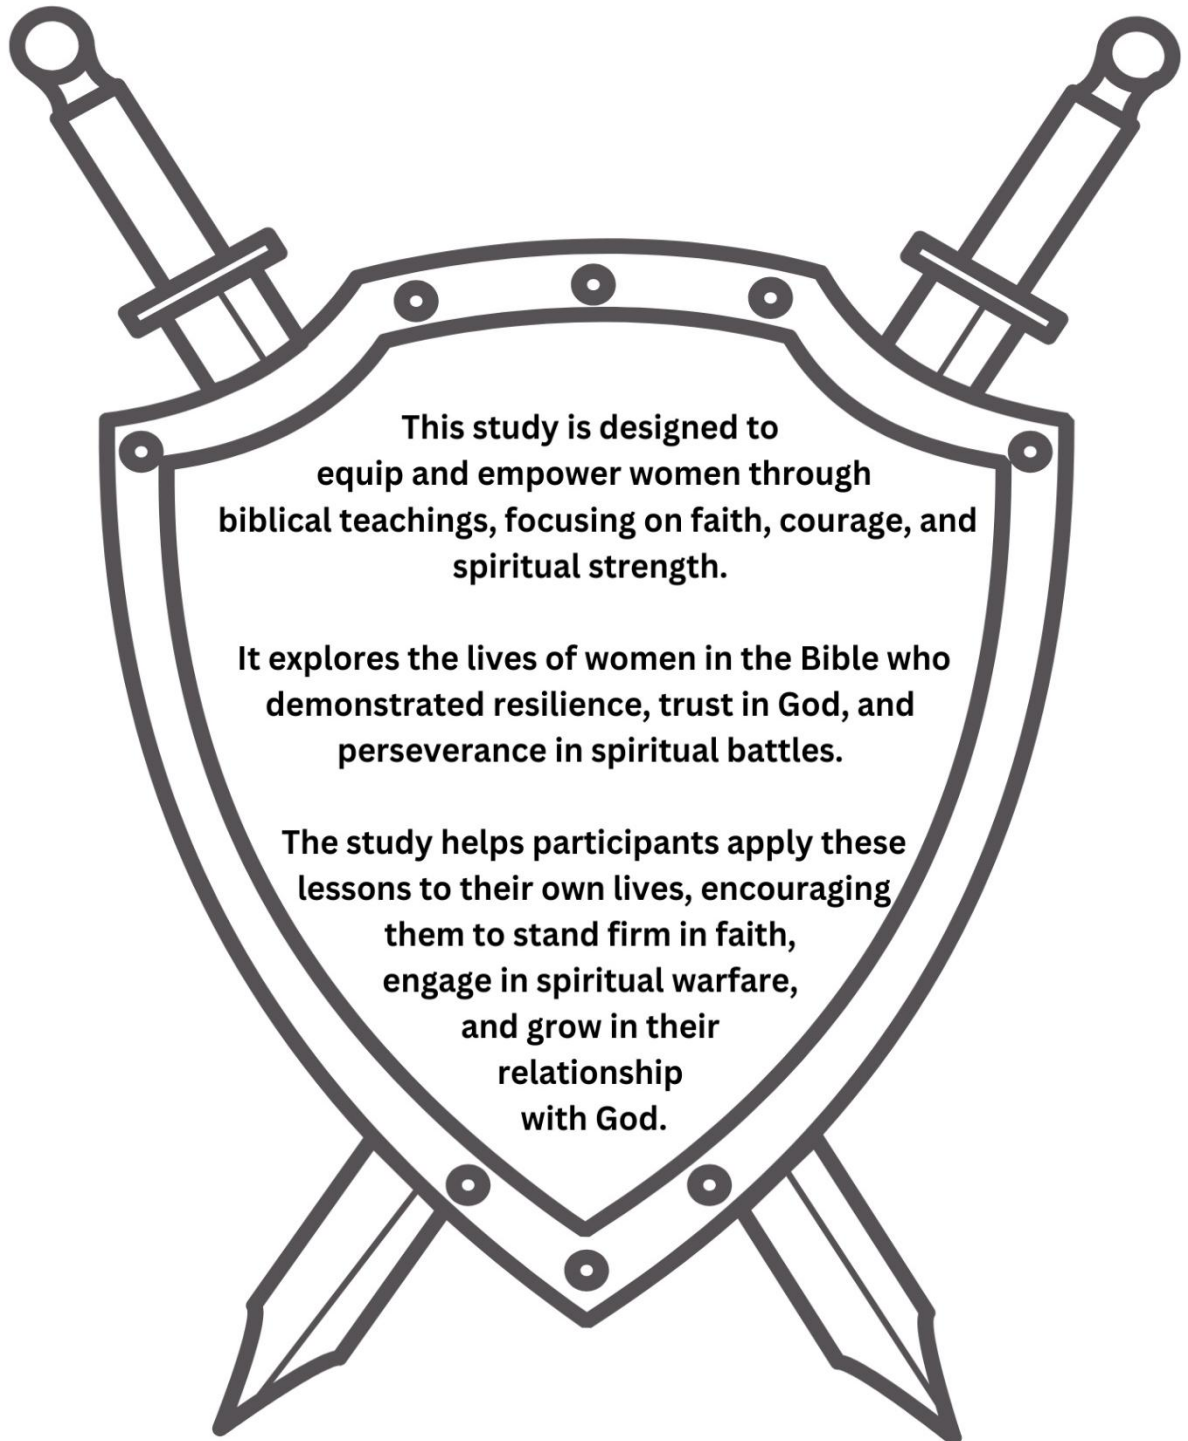 This study is designed to
equip and empower women through
biblical teachings, focusing on faith, courage, and
spiritual strength.
It explores the lives of women in the Bible who
demonstrated resilience, trust in God, and
perseverance in spiritual battles.
The study helps participants apply these
lessons to their own lives, encouraging
them to stand firm in faith,
engage in spiritual warfare,
and grow in their
relationship
with God.